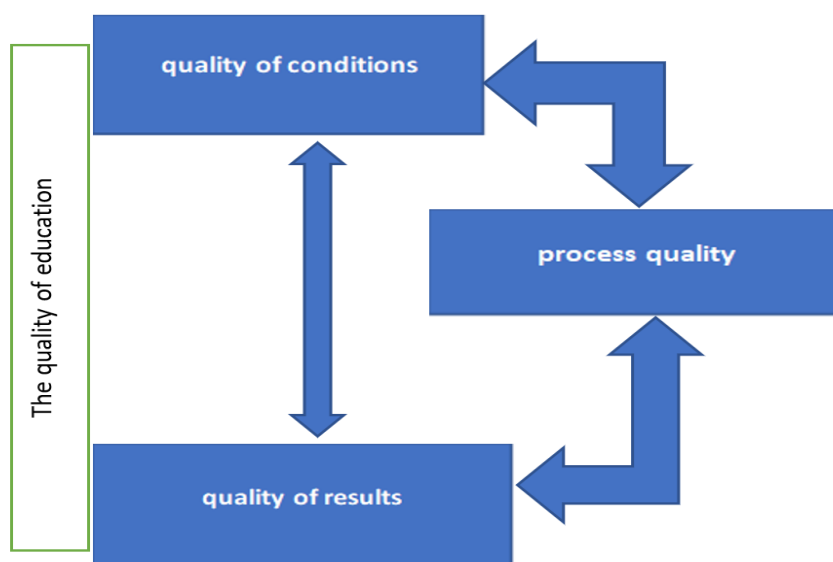 The quality of education
quality of conditions
process quality
quality of results